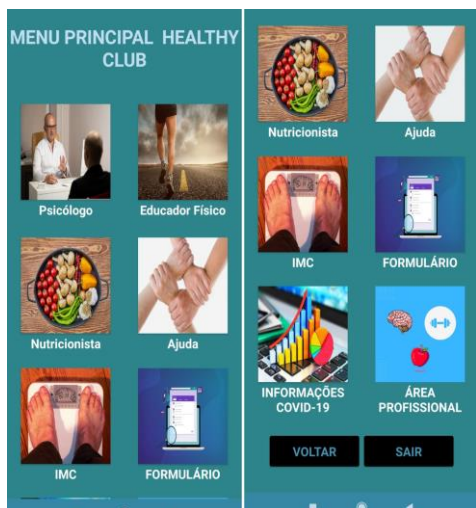 MENU PRINCIPAL HEALTHY
CLUB
Psicólogo
Educador Físico
Nutricionista
Ajuda
IMC
FORMULÁRIO
Nutricionista
Ajuda
IMC
FORMULÁRIO
INFORMAÇÕES
COVID-19
ÁREA
PROFISSIONAL
VOLTAR
SAIR